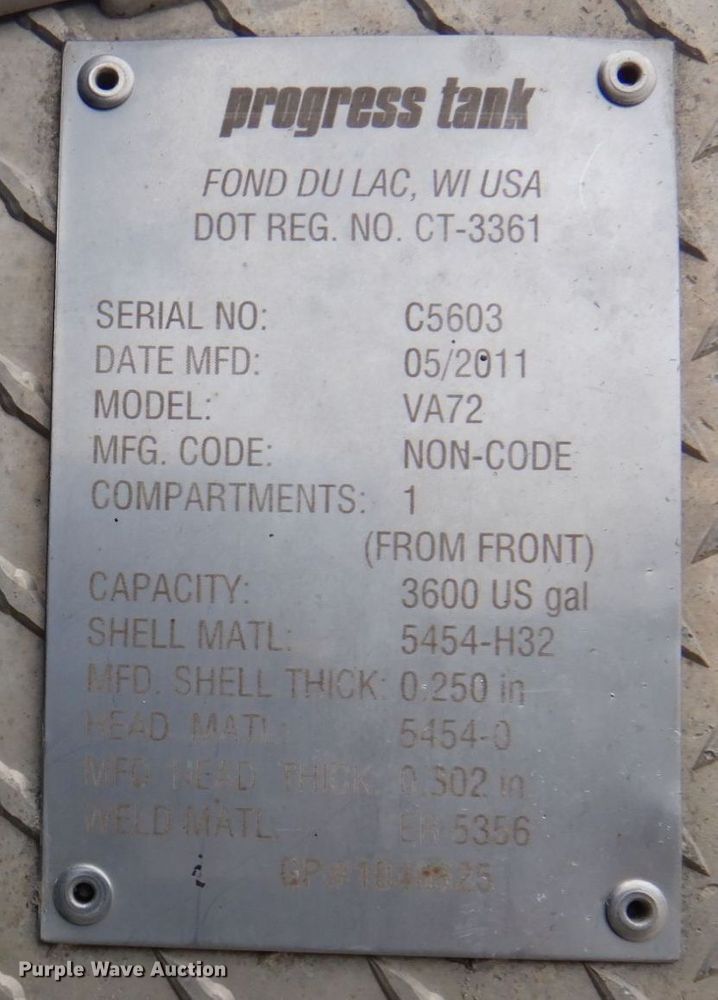 progress tank
FOND DU LAC, WI USA
DOT REG. NO. CT-3361
SERIAL NO: C5603
DATE MFD: 05/2011
MODEL: VA72
MFG. CODE: NON-CODE
COMPARTMENTS: 1
(FROM FRONT)
CAPACITY: 3600 US gal
SHELL MATL: 5454-H32
MFD. SHELL THICK: 0.250 in
HEAD MATL: 5454-0
MFD HEAD THICK: 0.302 in
WELD MATL: ER 5356
Purple Wave Auction